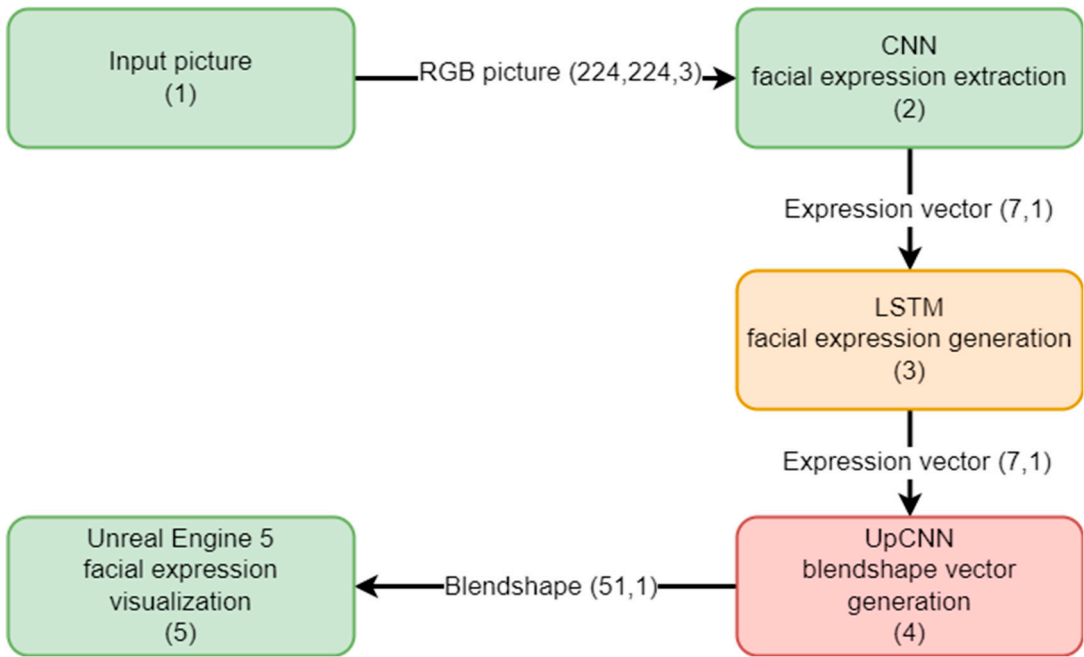 Input picture
(1)
RGB picture (224,224,3)
CNN
facial expression extraction
(2)
Expression vector (7,1)
LSTM
facial expression generation
(3)
Expression vector (7,1)
UpCNN
blendshape vector
generation
(4)
Blendshape (51,1)
Unreal Engine 5
facial expression
visualization
(5)